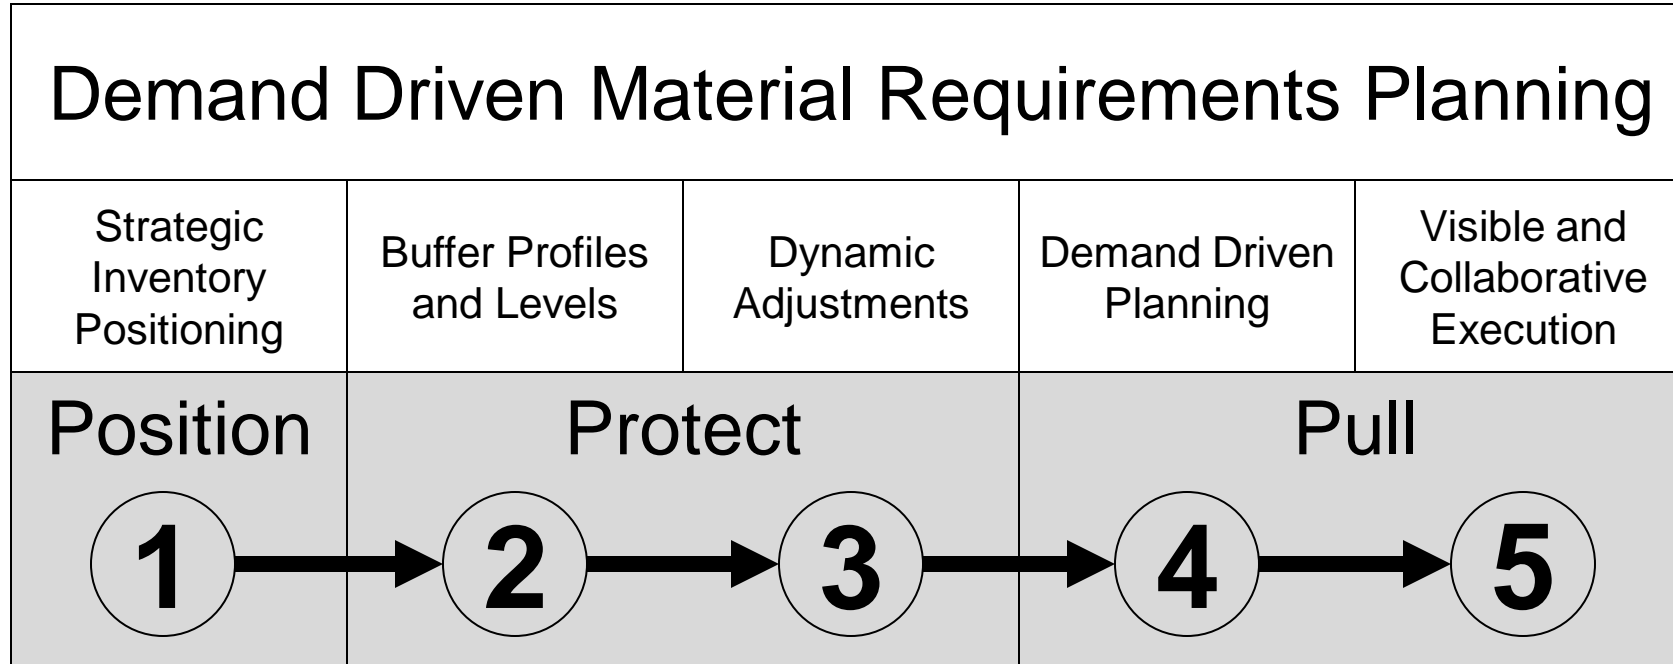 Demand Driven Material Requirements Planning
Strategic
Inventory
Positioning
Buffer Profiles
and Levels
Dynamic
Adjustments
Demand Driven
Planning
Visible and
Collaborative
Execution
Position
Protect
Pull
1
2
3
4
5